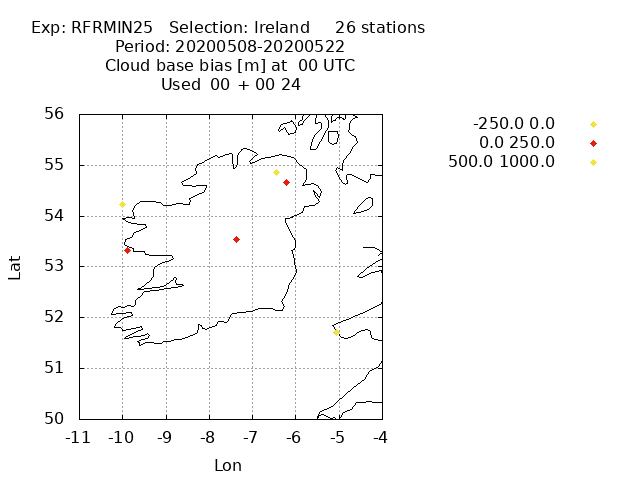 Exp: RFRMIN25   Selection: Ireland     26 stations
Period: 20200508-20200522
Cloud base bias [m] at  00 UTC
Used  00 + 00 24
-250.0 0.0
0.0 250.0
500.0 1000.0
56
55
54
53
52
51
50
-11 -10 -9 -8 -7 -6 -5 -4
Lat
Lon